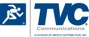 TVC
Communications
A DIVISION OF WESCO DISTRIBUTION, INC.